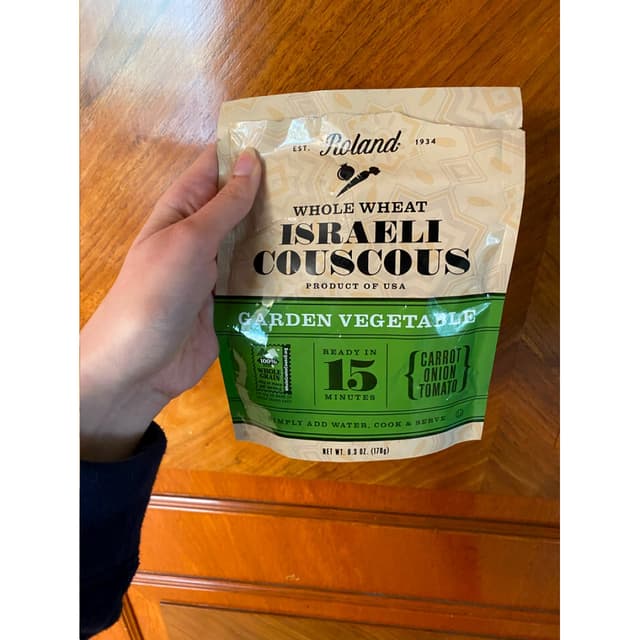 EST. Roland 1934
WHOLE WHEAT
ISRAELI
COUSCOUS
PRODUCT OF USA
GARDEN VEGETABLE
100%
WHOLE
GRAIN
READY IN
15
MINUTES
CARROT
ONION
TOMATO
SIMPLY ADD WATER, COOK & SERVE
NET WT. 6.3 OZ. (178g)